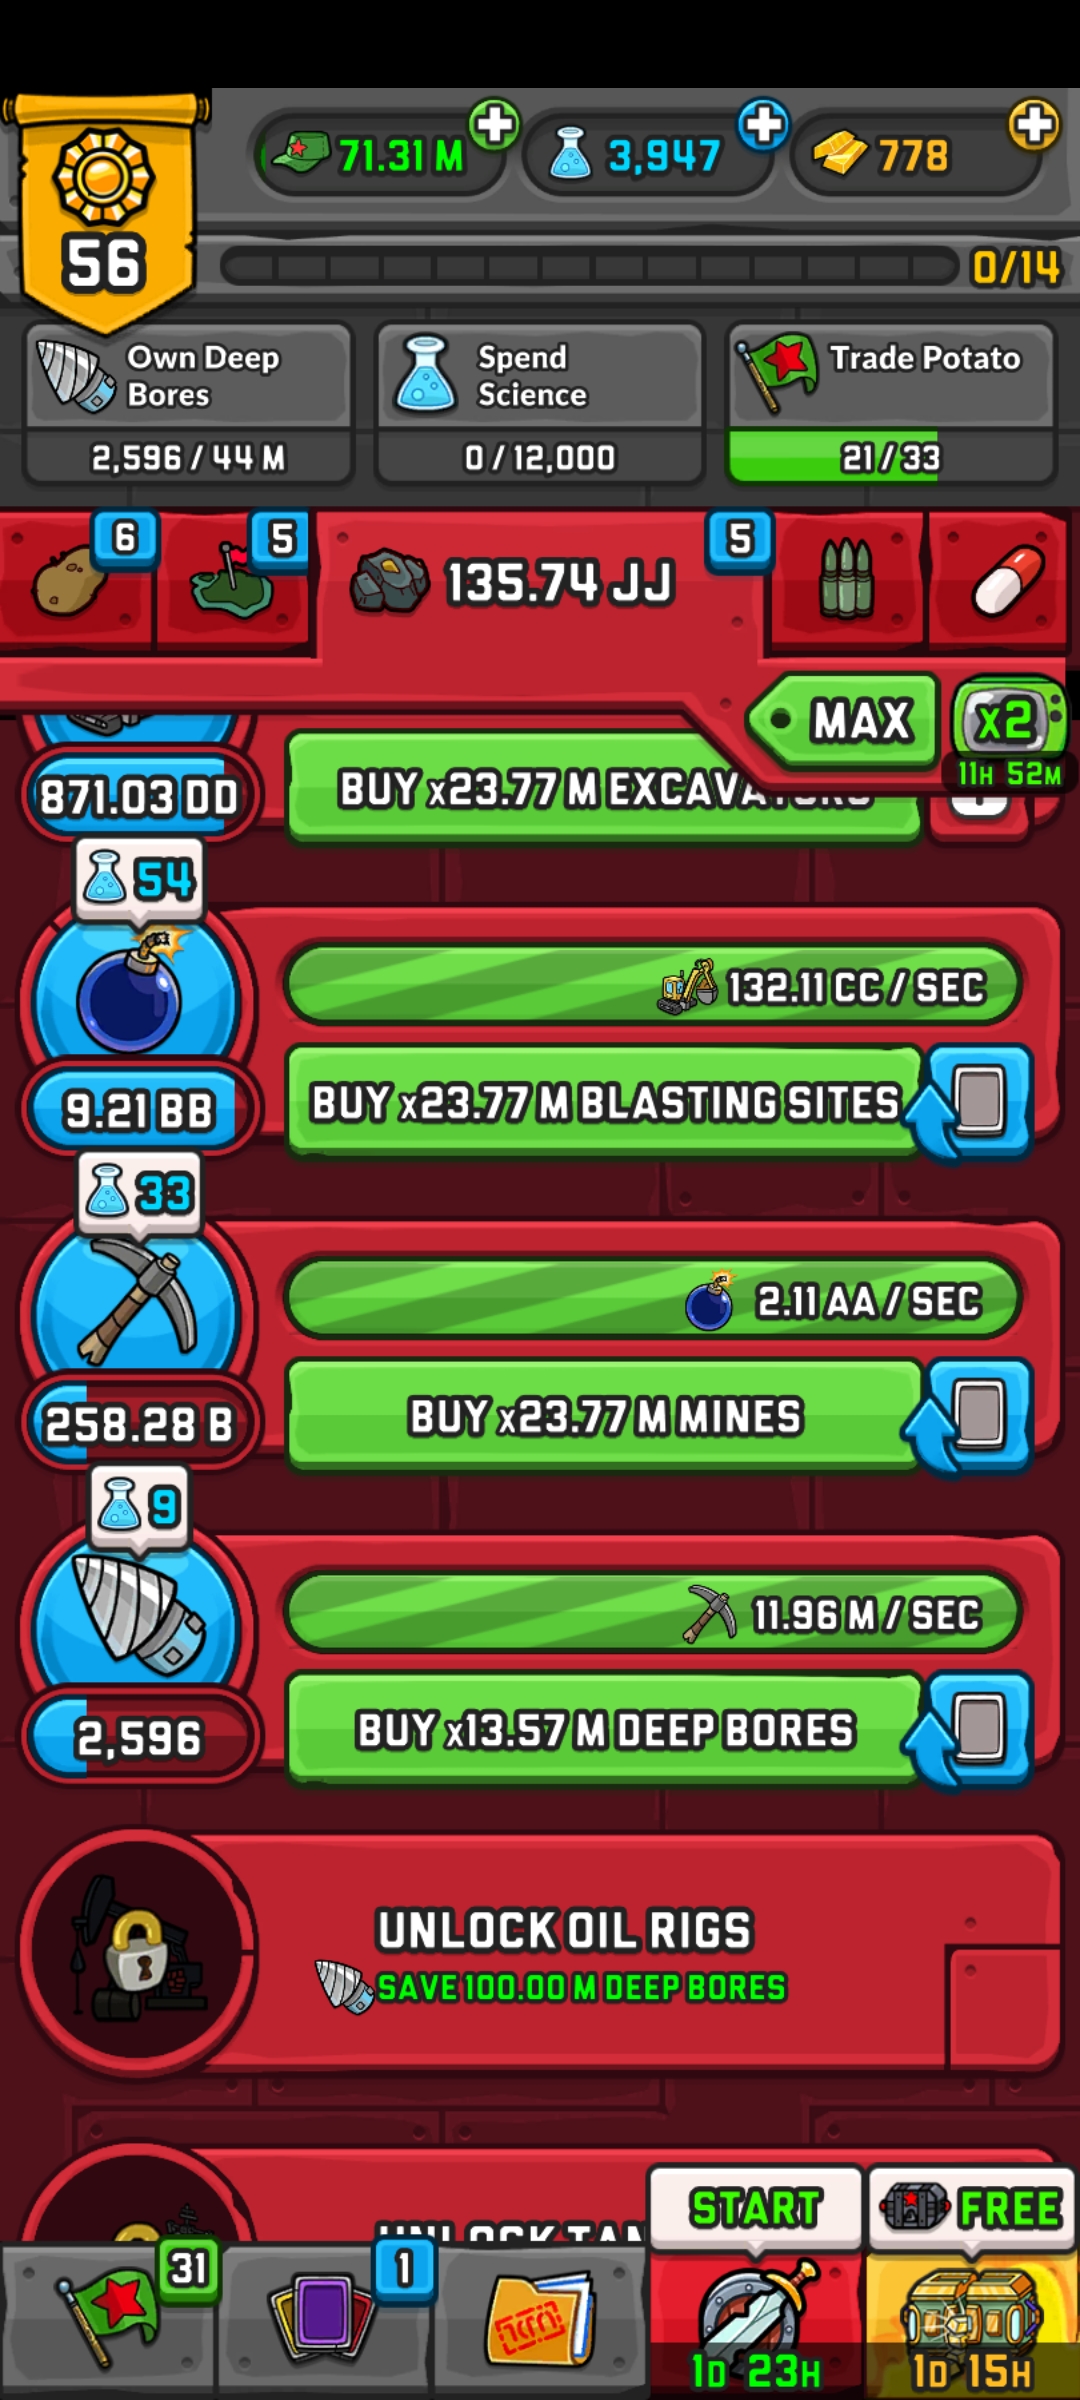 71.31 M
3,947
778
56
0/14
Own Deep
Bores
2,596 / 44 M
Spend
Science
0 / 12,000
Trade Potato
21 / 33
6
5
135.74 JJ
5
MAX
x2
11H 52M
871.03 DD
BUY x23.77 M EXCAVATORS
54
132.11 CC / SEC
9.21 BB
BUY x23.77 M BLASTING SITES
33
2.11 AA / SEC
258.28 B
BUY x23.77 M MINES
9
11.96 M / SEC
2,596
BUY x13.57 M DEEP BORES
UNLOCK OIL RIGS
SAVE 100.00 M DEEP BORES
UNLOCK
START
FREE
31
1
1D 23H
1D 15H